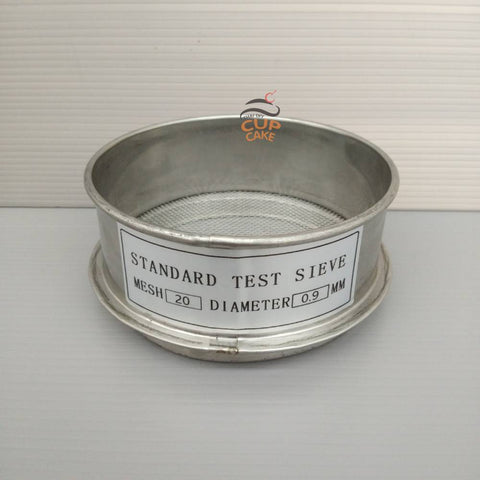 CUP
CAKE
STANDARD TEST SIEVE
MESH 20 DIAMETER 0.9 MM